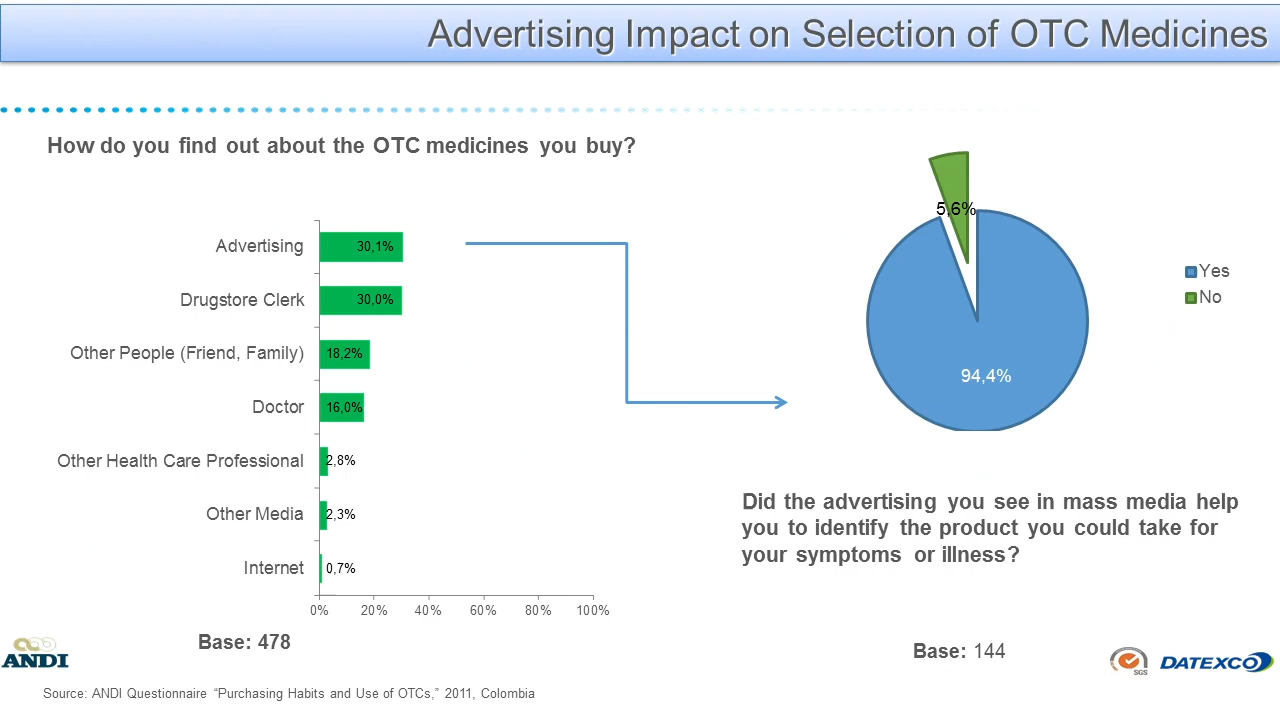 Advertising Impact on Selection of OTC Medicines
How do you find out about the OTC medicines you buy?
Advertising
30,1%
Drugstore Clerk
30,0%
Other People (Friend, Family)
18,2%
Doctor
16,0%
Other Health Care Professional
2,8%
Other Media
2,3%
Internet
0,7%
0% 20% 40% 60% 80% 100%
Base: 478
5,6%
94,4%
Yes
No
Did the advertising you see in mass media help
you to identify the product you could take for
your symptoms or illness?
Base: 144
ANDI
SGS
DATEXCO
Source: ANDI Questionnaire “Purchasing Habits and Use of OTCs,” 2011, Colombia